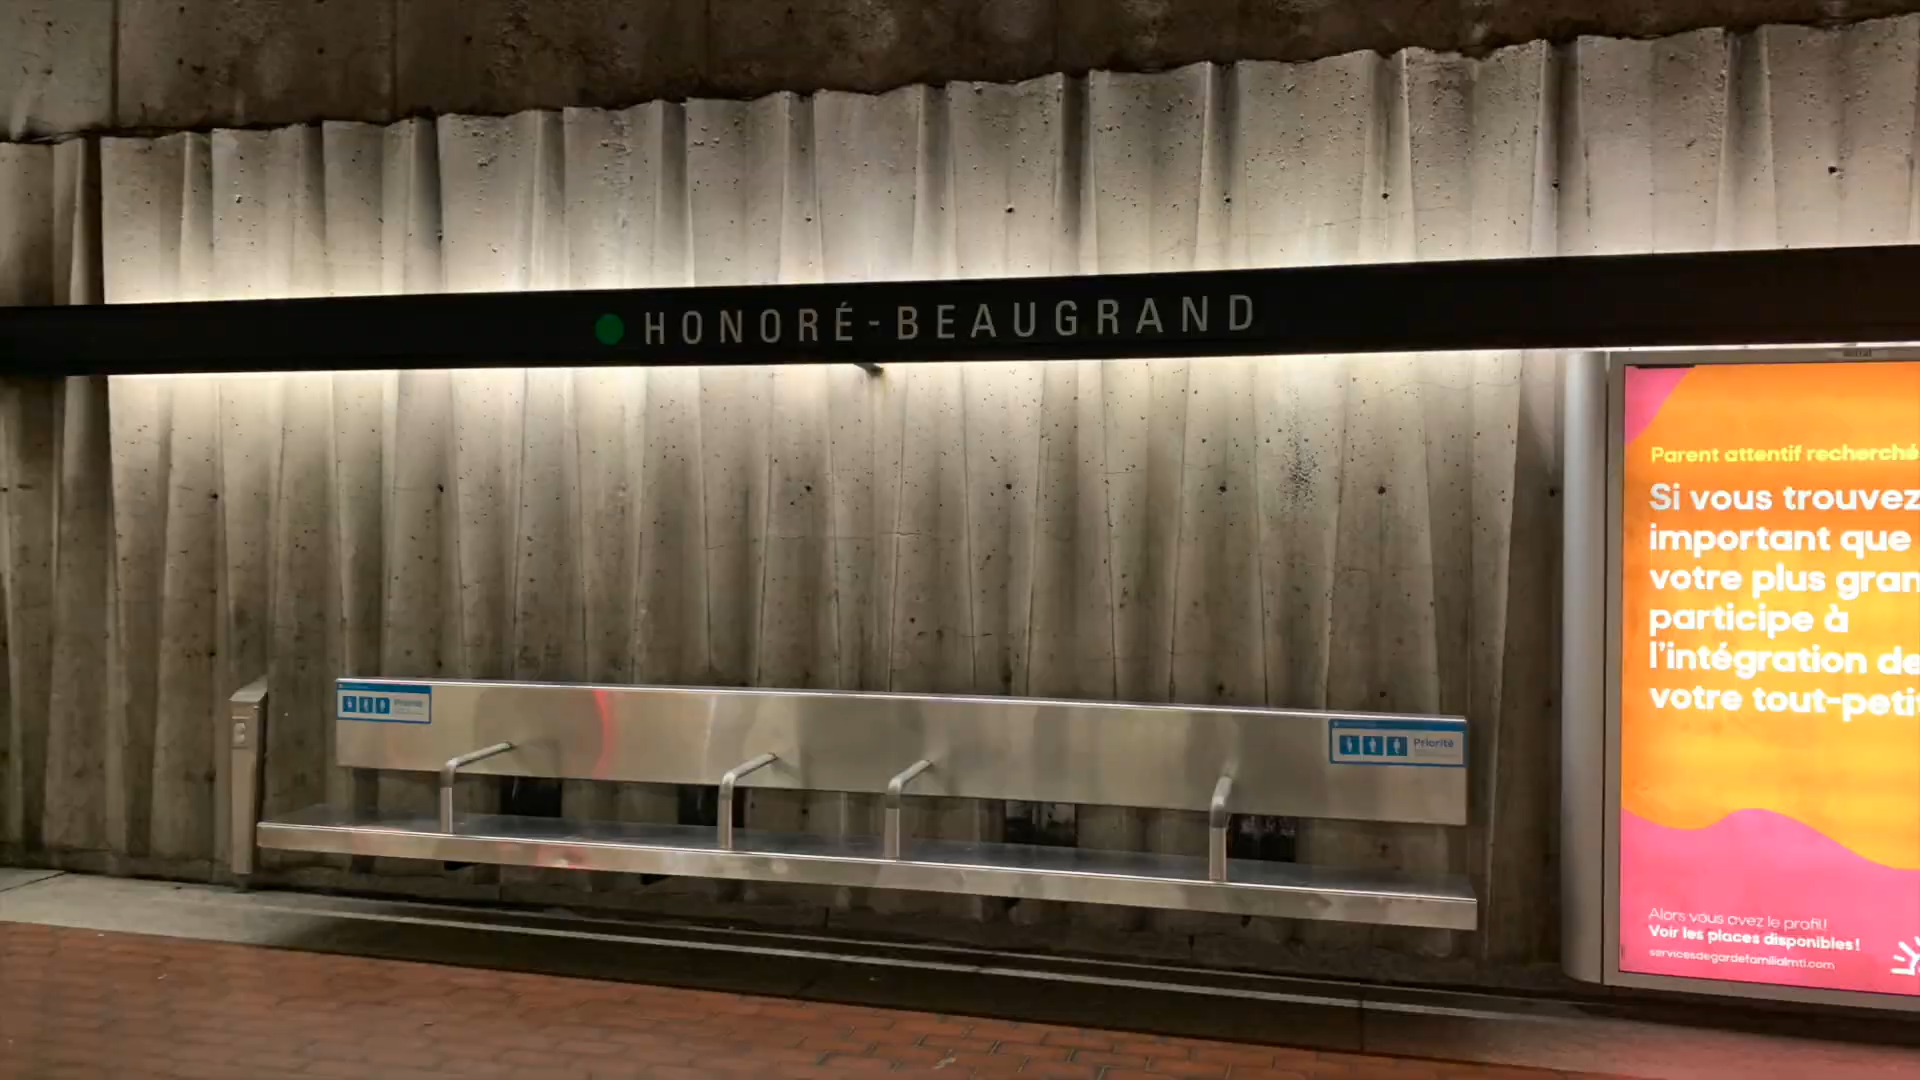 HONORÉ-BEAUGRAND
Priorité
Priorité
Parent attentif recherché
Si vous trouvez
important que
votre plus gran
participe à
l'intégration de
votre tout-petit
Alors vous avez le profil!
Voir les places disponibles!
servicesdegardefamilialmtl.com